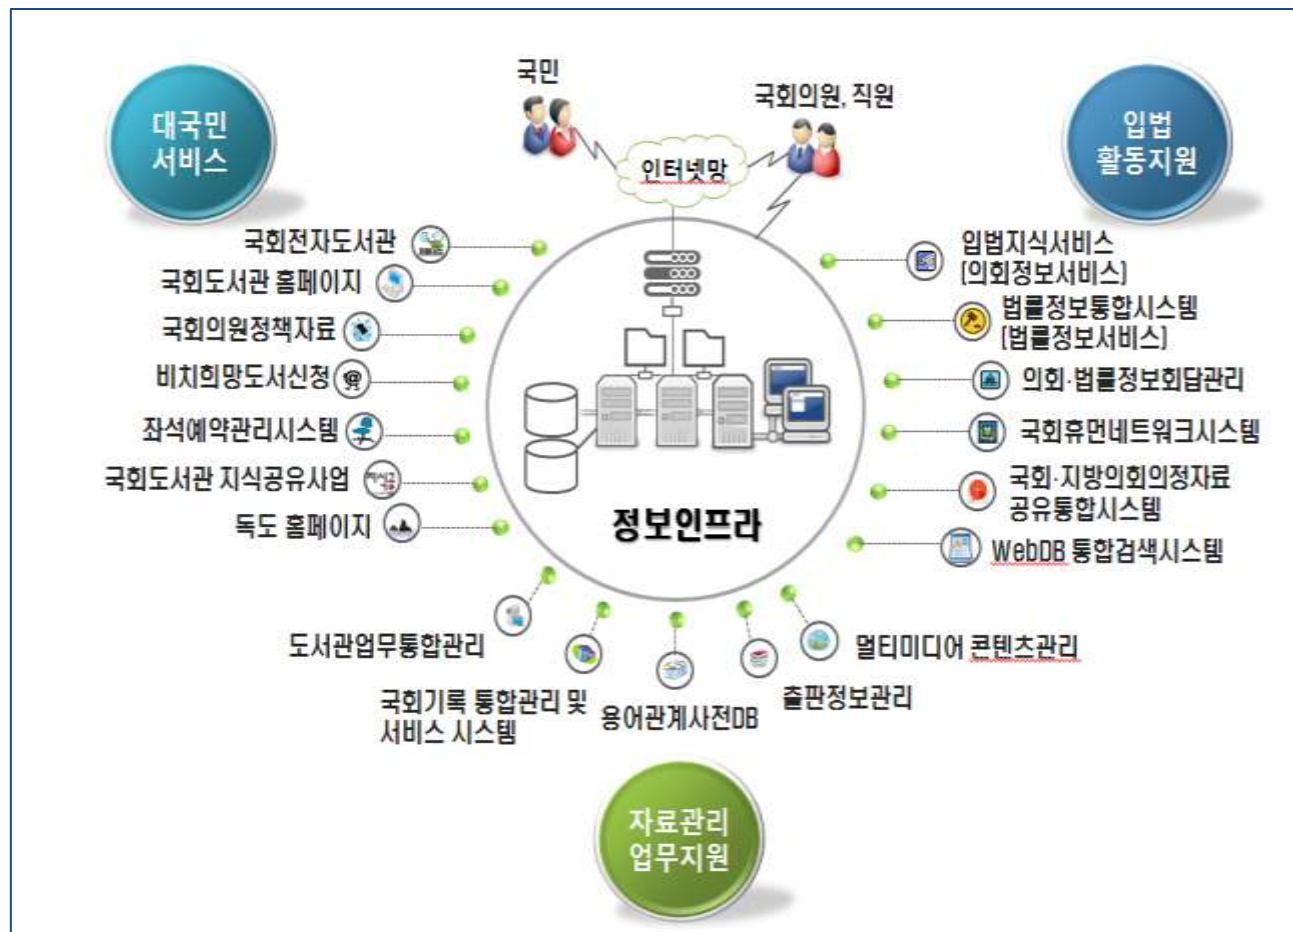 국민
국회의원, 직원
대국민
서비스
입법
활동지원
인터넷망
국회전자도서관
국회도서관 홈페이지
국회의원정책자료
비치희망도서신청
좌석예약관리시스템
국회도서관 지식공유사업
독도 홈페이지
입법지식서비스
(의회정보서비스)
법률정보통합시스템
(법률정보서비스)
의회·법률정보회답관리
국회휴먼네트워크시스템
국회·지방의회의정자료
공유통합시스템
WebDB 통합검색시스템
정보인프라
도서관업무통합관리
국회기록 통합관리 및
서비스 시스템
용어관계사전DB
출판정보관리
멀티미디어 콘텐츠관리
자료관리
업무지원